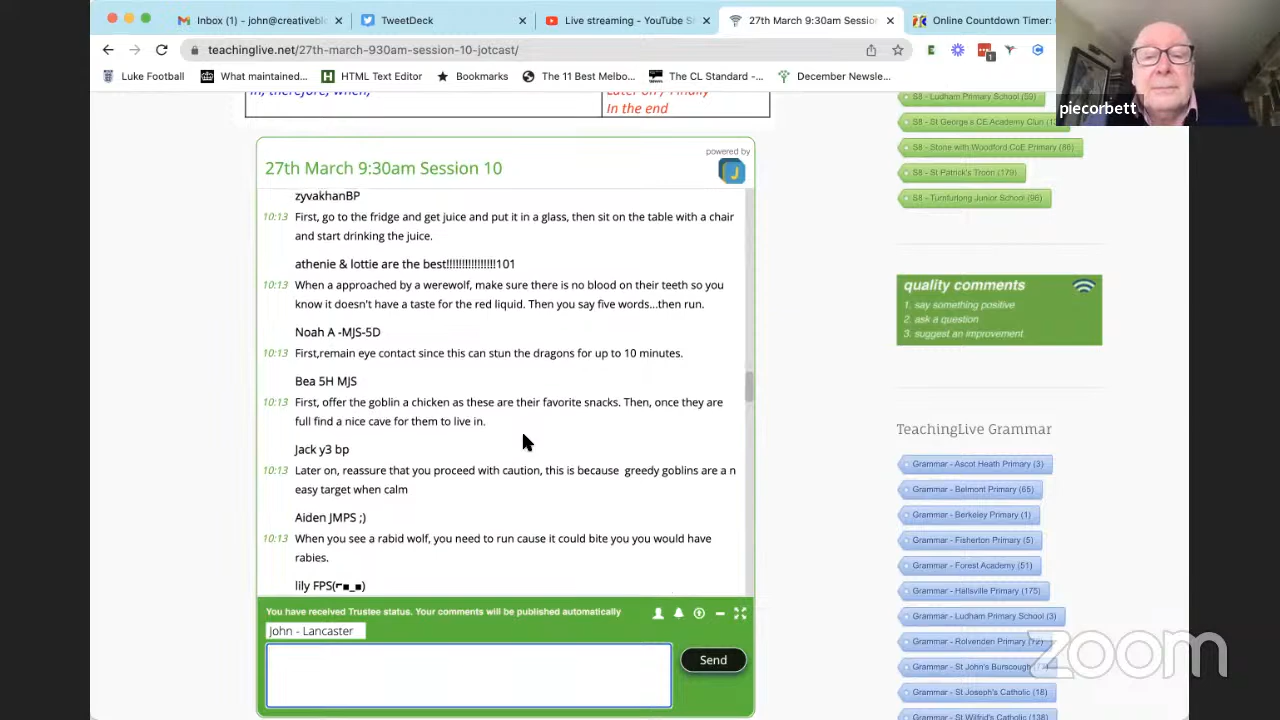 Inbox (1) – john@creativeblo
TweetDeck
Live streaming - YouTube S
27th March 9:30am Sessio
Online Countdown Timer:
teachinglive.net/27th-march-930am-session-10-jotcast/
1
Luke Football
What maintained...
HTML Text Editor
Bookmarks
The 11 Best Melbo...
The CL Standard -...
December Newsle...
piecorbett
Later on / Finally
In the end
27th March 9:30am Session 10
powered by
J
zyvakhanBP
10:13 First, go to the fridge and get juice and put it in a glass, then sit on the table with a chair
and start drinking the juice.
athenie & lottie are the best!!!!!!!!!!!!!!!!101
10:13 When a approached by a werewolf, make sure there is no blood on their teeth so you
know it doesn't have a taste for the red liquid. Then you say five words...then run.
Noah A -MJS-5D
10:13 First,remain eye contact since this can stun the dragons for up to 10 minutes.
Bea 5H MJS
10:13 First, offer the goblin a chicken as these are their favorite snacks. Then, once they are
full find a nice cave for them to live in.
Jack y3 bp
10:13 Later on, reassure that you proceed with caution, this is because  greedy goblins are a n
easy target when calm
Aiden JMPS ;)
10:13 When you see a rabid wolf, you need to run cause it could bite you you would have
rabies.
lily FPS(⌐■_■)
You have received Trustee status. Your comments will be published automatically
John - Lancaster
Send
S8 - Ludham Primary School (59)
S8 - St George's CE Academy Clun
S8 - Stone with Woodford CoE Primary (86)
S8 - St Patrick's Troon (179)
S8 - Turnfurlong Junior School (96)
quality comments
1. say something positive
2. ask a question
3. suggest an improvement
TeachingLive Grammar
Grammar - Ascot Heath Primary (3)
Grammar - Belmont Primary (65)
Grammar - Berkeley Primary (1)
Grammar - Fisherton Primary (5)
Grammar - Forest Academy (51)
Grammar - Hallsville Primary (175)
Grammar - Ludham Primary School (3)
Grammar - Rolvenden Primary
Grammar - St John's Burscough
Grammar - St Joseph's Catholic (18)
Grammar - St Wilfrid's Catholic (138)
zoom